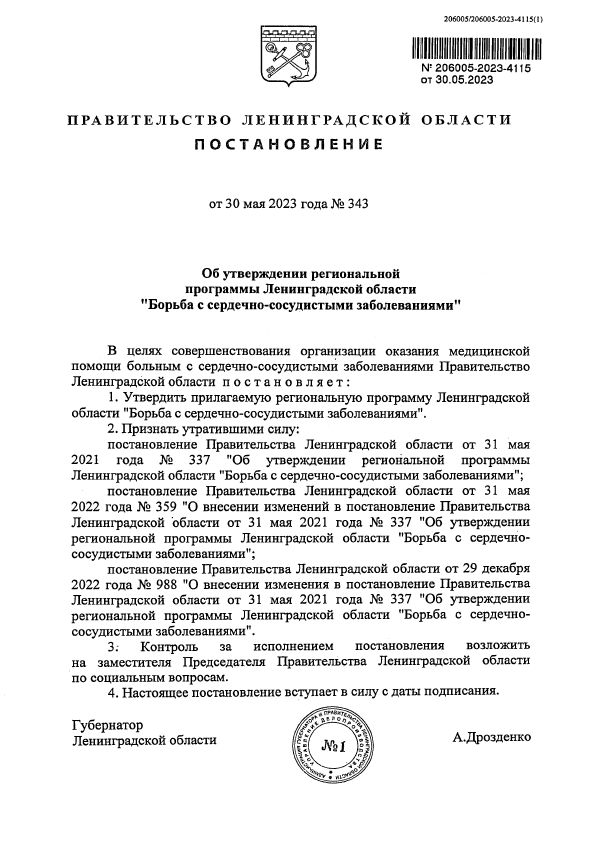 206005/206005-2023-4115(1)
№ 206005-2023-4115
от 30.05.2023
ПРАВИТЕЛЬСТВО ЛЕНИНГРАДСКОЙ ОБЛАСТИ
ПОСТАНОВЛЕНИЕ
от 30 мая 2023 года № 343
Об утверждении региональной
программы Ленинградской области
"Борьба с сердечно-сосудистыми заболеваниями"
В целях совершенствования организации оказания медицинской
помощи больным с сердечно-сосудистыми заболеваниями Правительство
Ленинградской области п о с т а н о в л я е т :
1. Утвердить прилагаемую региональную программу Ленинградской
области "Борьба с сердечно-сосудистыми заболеваниями".
2. Признать утратившими силу:
постановление Правительства Ленинградской области от 31 мая
2021 года № 337 "Об утверждении региональной программы
Ленинградской области "Борьба с сердечно-сосудистыми заболеваниями";
постановление Правительства Ленинградской области от 31 мая
2022 года № 359 "О внесении изменений в постановление Правительства
Ленинградской области от 31 мая 2021 года № 337 "Об утверждении
региональной программы Ленинградской области "Борьба с сердечно-
сосудистыми заболеваниями";
постановление Правительства Ленинградской области от 29 декабря
2022 года № 988 "О внесении изменения в постановление Правительства
Ленинградской области от 31 мая 2021 года № 337 "Об утверждении
региональной программы Ленинградской области "Борьба с сердечно-
сосудистыми заболеваниями".
3. Контроль за исполнением постановления возложить
на заместителя Председателя Правительства Ленинградской области
по социальным вопросам.
4. Настоящее постановление вступает в силу с даты подписания.
Губернатор
Ленинградской области
А.Дрозденко
АДМИНИСТРАЦИЯ ГУБЕРНАТОРА И ПРАВИТЕЛЬСТВА ЛЕНИНГРАДСКОЙ ОБЛАСТИ
УПРАВЛЕНИЕ ДЕЛОПРОИЗВОДСТВА
№1